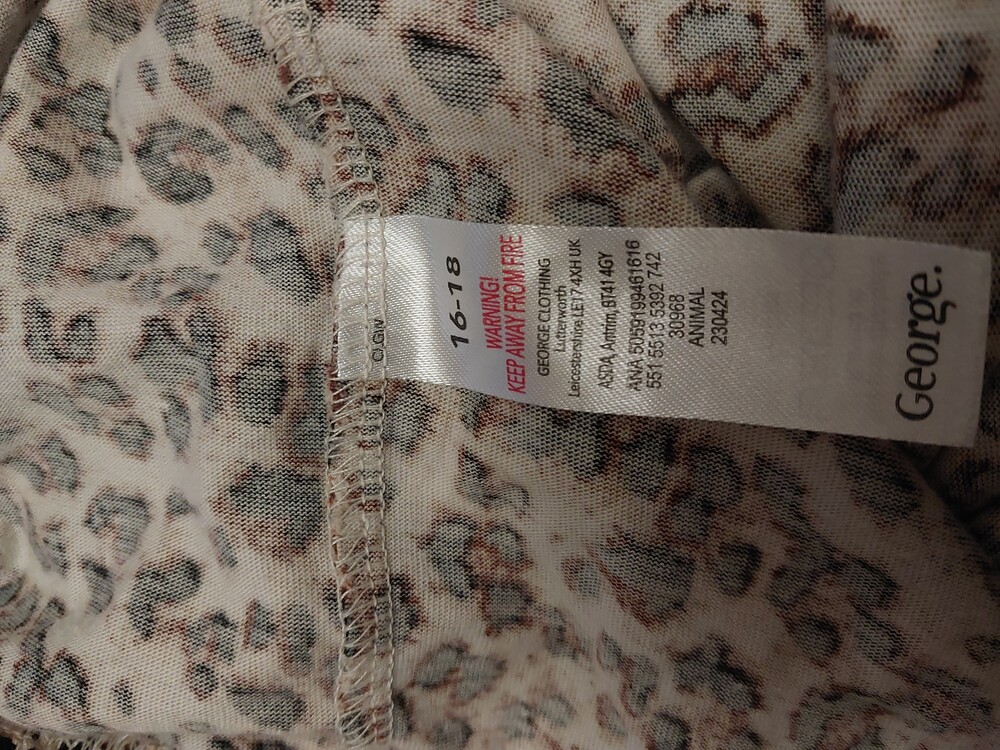 CLGW
16-18
WARNING!
KEEP AWAY FROM FIRE
GEORGE CLOTHING
Lutterworth
Leicestershire LE17 4XH UK
ASDA, Antrim, BT41 4GY
ANA 5059199461616
551 5513 5392 742
30968
ANIMAL
230424
George.